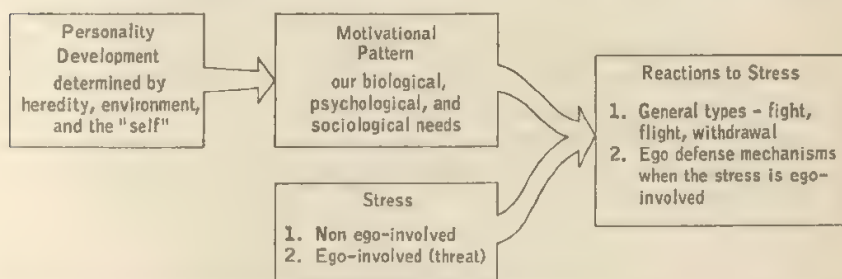 Personality
Development
determined by
heredity, environment,
and the "self"
Motivational
Pattern
our biological,
psychological, and
sociological needs
Stress
1. Non ego-involved
2. Ego-involved (threat)
Reactions to Stress
1. General types - fight,
flight, withdrawal
2. Ego defense mechanisms
when the stress is ego-
involved